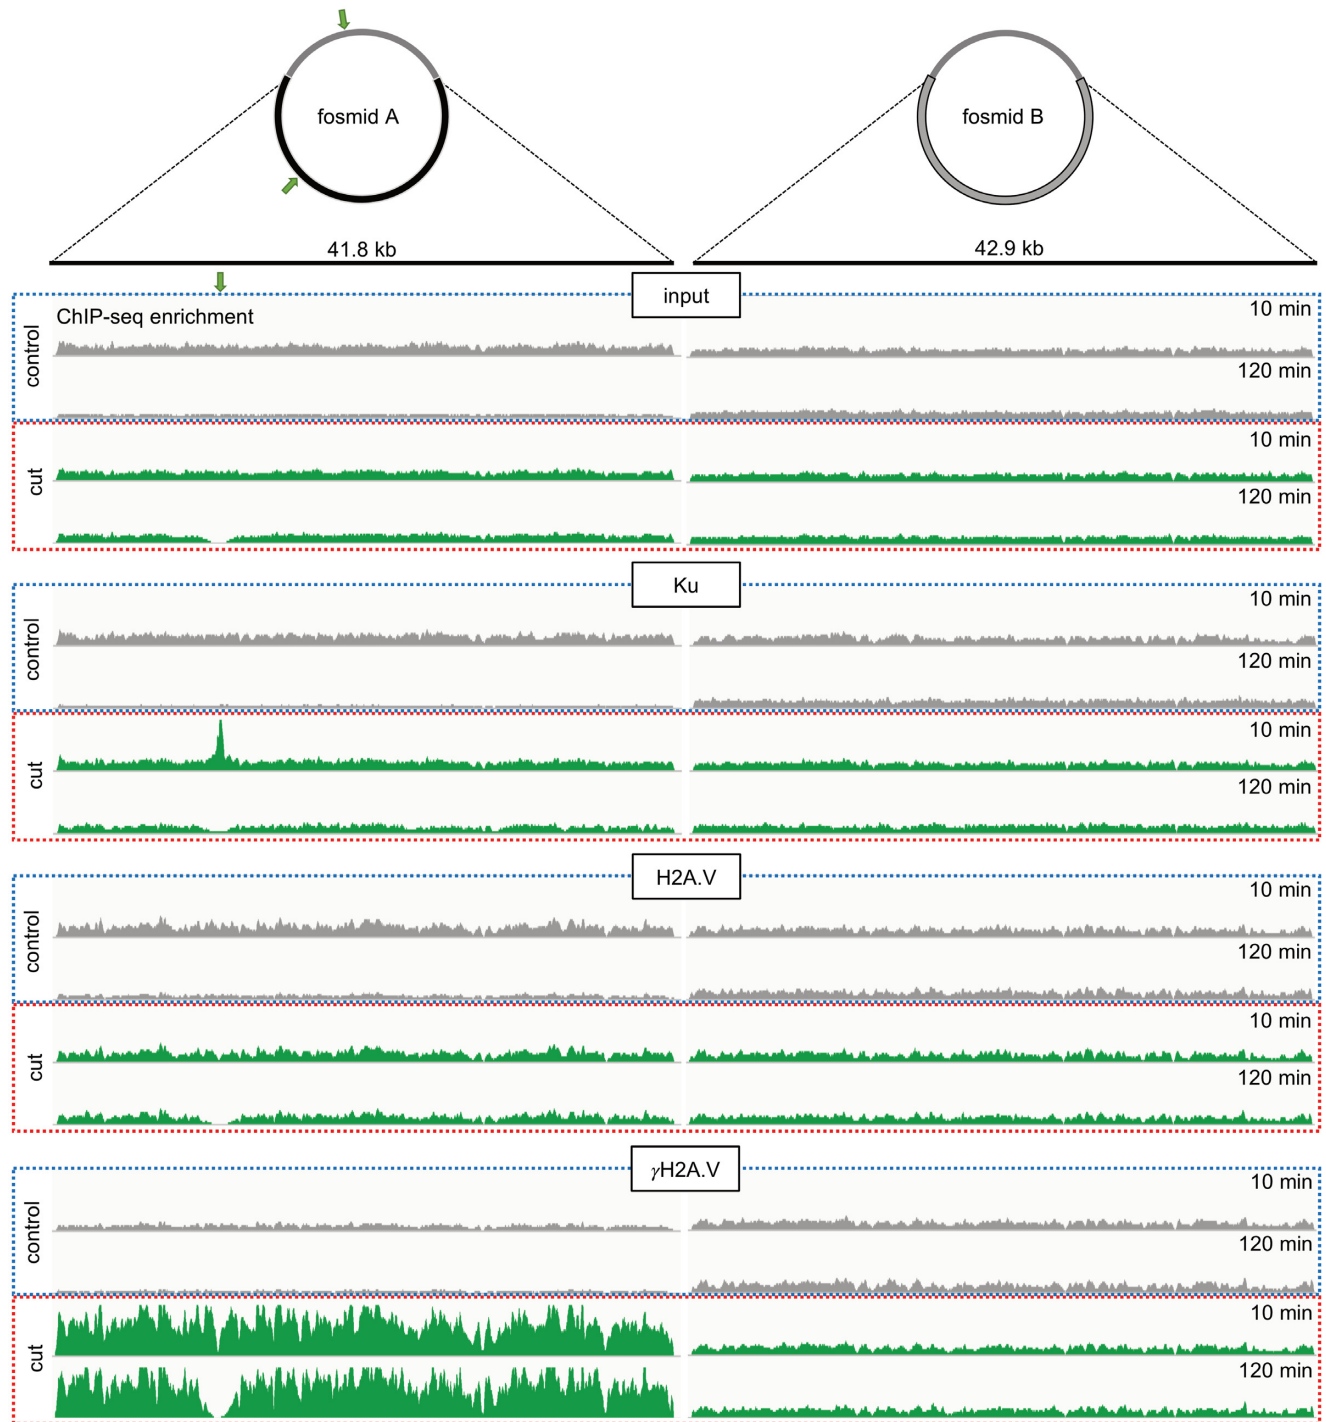 fosmid A
fosmid B
41.8 kb
42.9 kb
input
ChIP-seq enrichment
control
10 min
120 min
cut
10 min
120 min
Ku
control
10 min
120 min
cut
10 min
120 min
H2A.V
control
10 min
120 min
cut
10 min
120 min
γH2A.V
control
10 min
120 min
cut
10 min
120 min